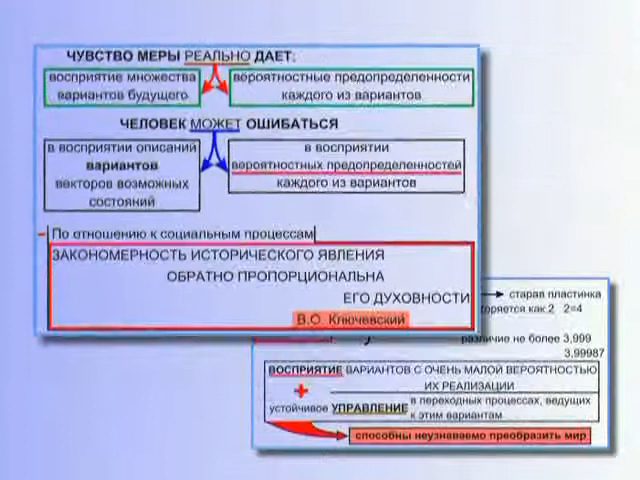 ЧУВСТВО МЕРЫ РЕАЛЬНО ДАЕТ:
восприятие множества вариантов будущего
вероятностные предопределенности каждого из вариантов
ЧЕЛОВЕК МОЖЕТ ОШИБАТЬСЯ
в восприятии описаний
вариантов
векторов возможных
состояний
в восприятии
вероятностных предопределенностей
каждого из вариантов
По отношению к социальным процессам
ЗАКОНОМЕРНОСТЬ ИСТОРИЧЕСКОГО ЯВЛЕНИЯ
ОБРАТНО ПРОПОРЦИОНАЛЬНА
ЕГО ДУХОВНОСТИ
В.О. Ключевский
старая пластинка
оряется как 2 2=4
различие не более 3,999
3,99987
ВОСПРИЯТИЕ ВАРИАНТОВ С ОЧЕНЬ МАЛОЙ ВЕРОЯТНОСТЬЮ
ИХ РЕАЛИЗАЦИИ
+
устойчивое УПРАВЛЕНИЕ
в переходных процессах, ведущих
к этим вариантам
способны неузнаваемо преобразить мир